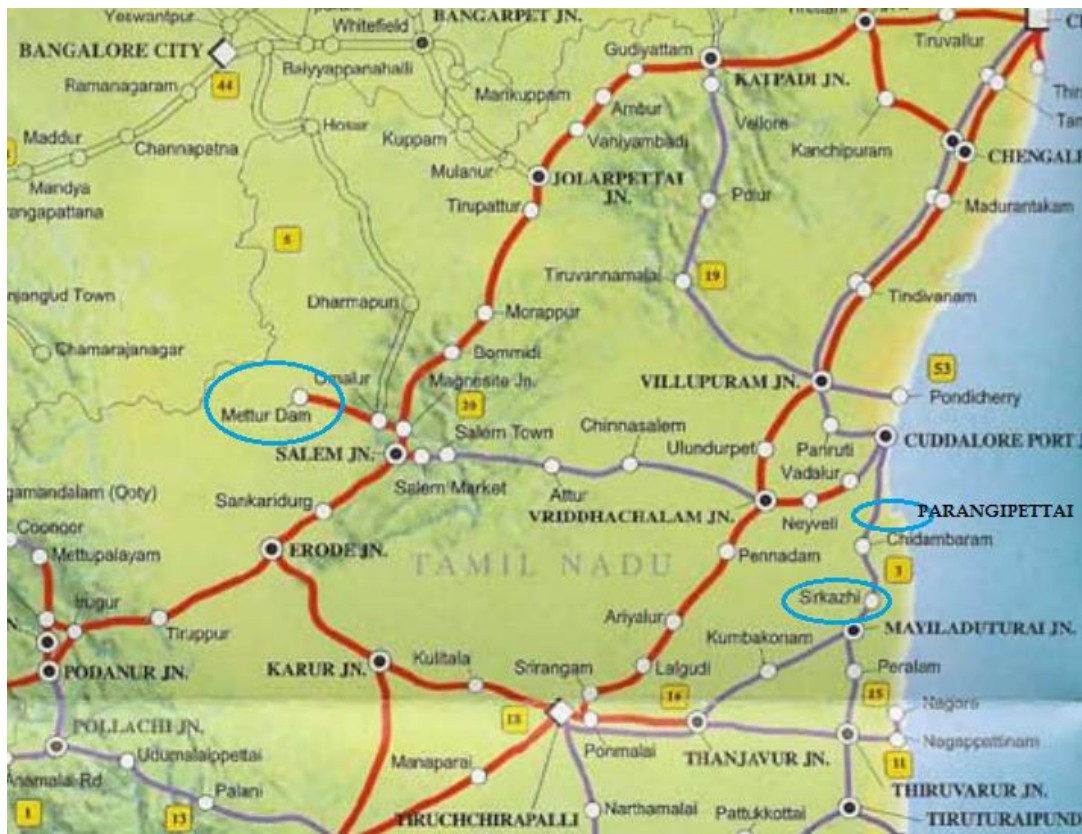 Yeswantpur
BANGARPET JN.
Whitefield
BANGALORE CITY
Baiyyappanahalli
Ramanagaram
44
Marikuppam
Gudiyattam
KATPADI JN.
Tiruvallur
Ambur
Vellore
Hosur
Kuppam
Vaniyambadi
Kanchipuram
Maddur
Channapatna
Mulanur
JOLARPETTAI
JN.
Mandya
Tirupattur
Polur
Madurantakam
5
Tiruvannamalai
19
Dharmapuri
Morappur
Tindivanam
Chamarajanagar
Bommidi
Omalur
Magnesite Jn.
VILLUPURAM JN.
53
Pondicherry
Mettur Dam
20
Salem Town
Chinnasalem
Ulundurpet
Panruti
CUDDALORE PORT
SALEM JN.
Vadalur
Salem Market
Attur
Sankaridurg
VRIDDHACHALAM JN.
Neyveli
PARANGIPETTAI
Coonoor
Mettupalayam
ERODE JN.
TAMIL NADU
Pennadam
Chidambaram
3
Irugur
Tiruppur
Ariyalur
Sirkazhi
MAYILADUTURAI JN.
PODANUR JN.
KARUR JN.
Kulitala
Srirangam
Lalgudi
Kumbakonam
Peralam
16
15
Nagore
POLLACHI JN.
18
Ponmalai
THANJAVUR JN.
Nagappattinam
11
Udumalaippettai
Anamalai Rd
Manaparai
THIRUVARUR JN.
1
13
Palani
TIRUCHCHIRAPALLI
Narthamalai
Pattukkottai
TIRUTURAIPUND